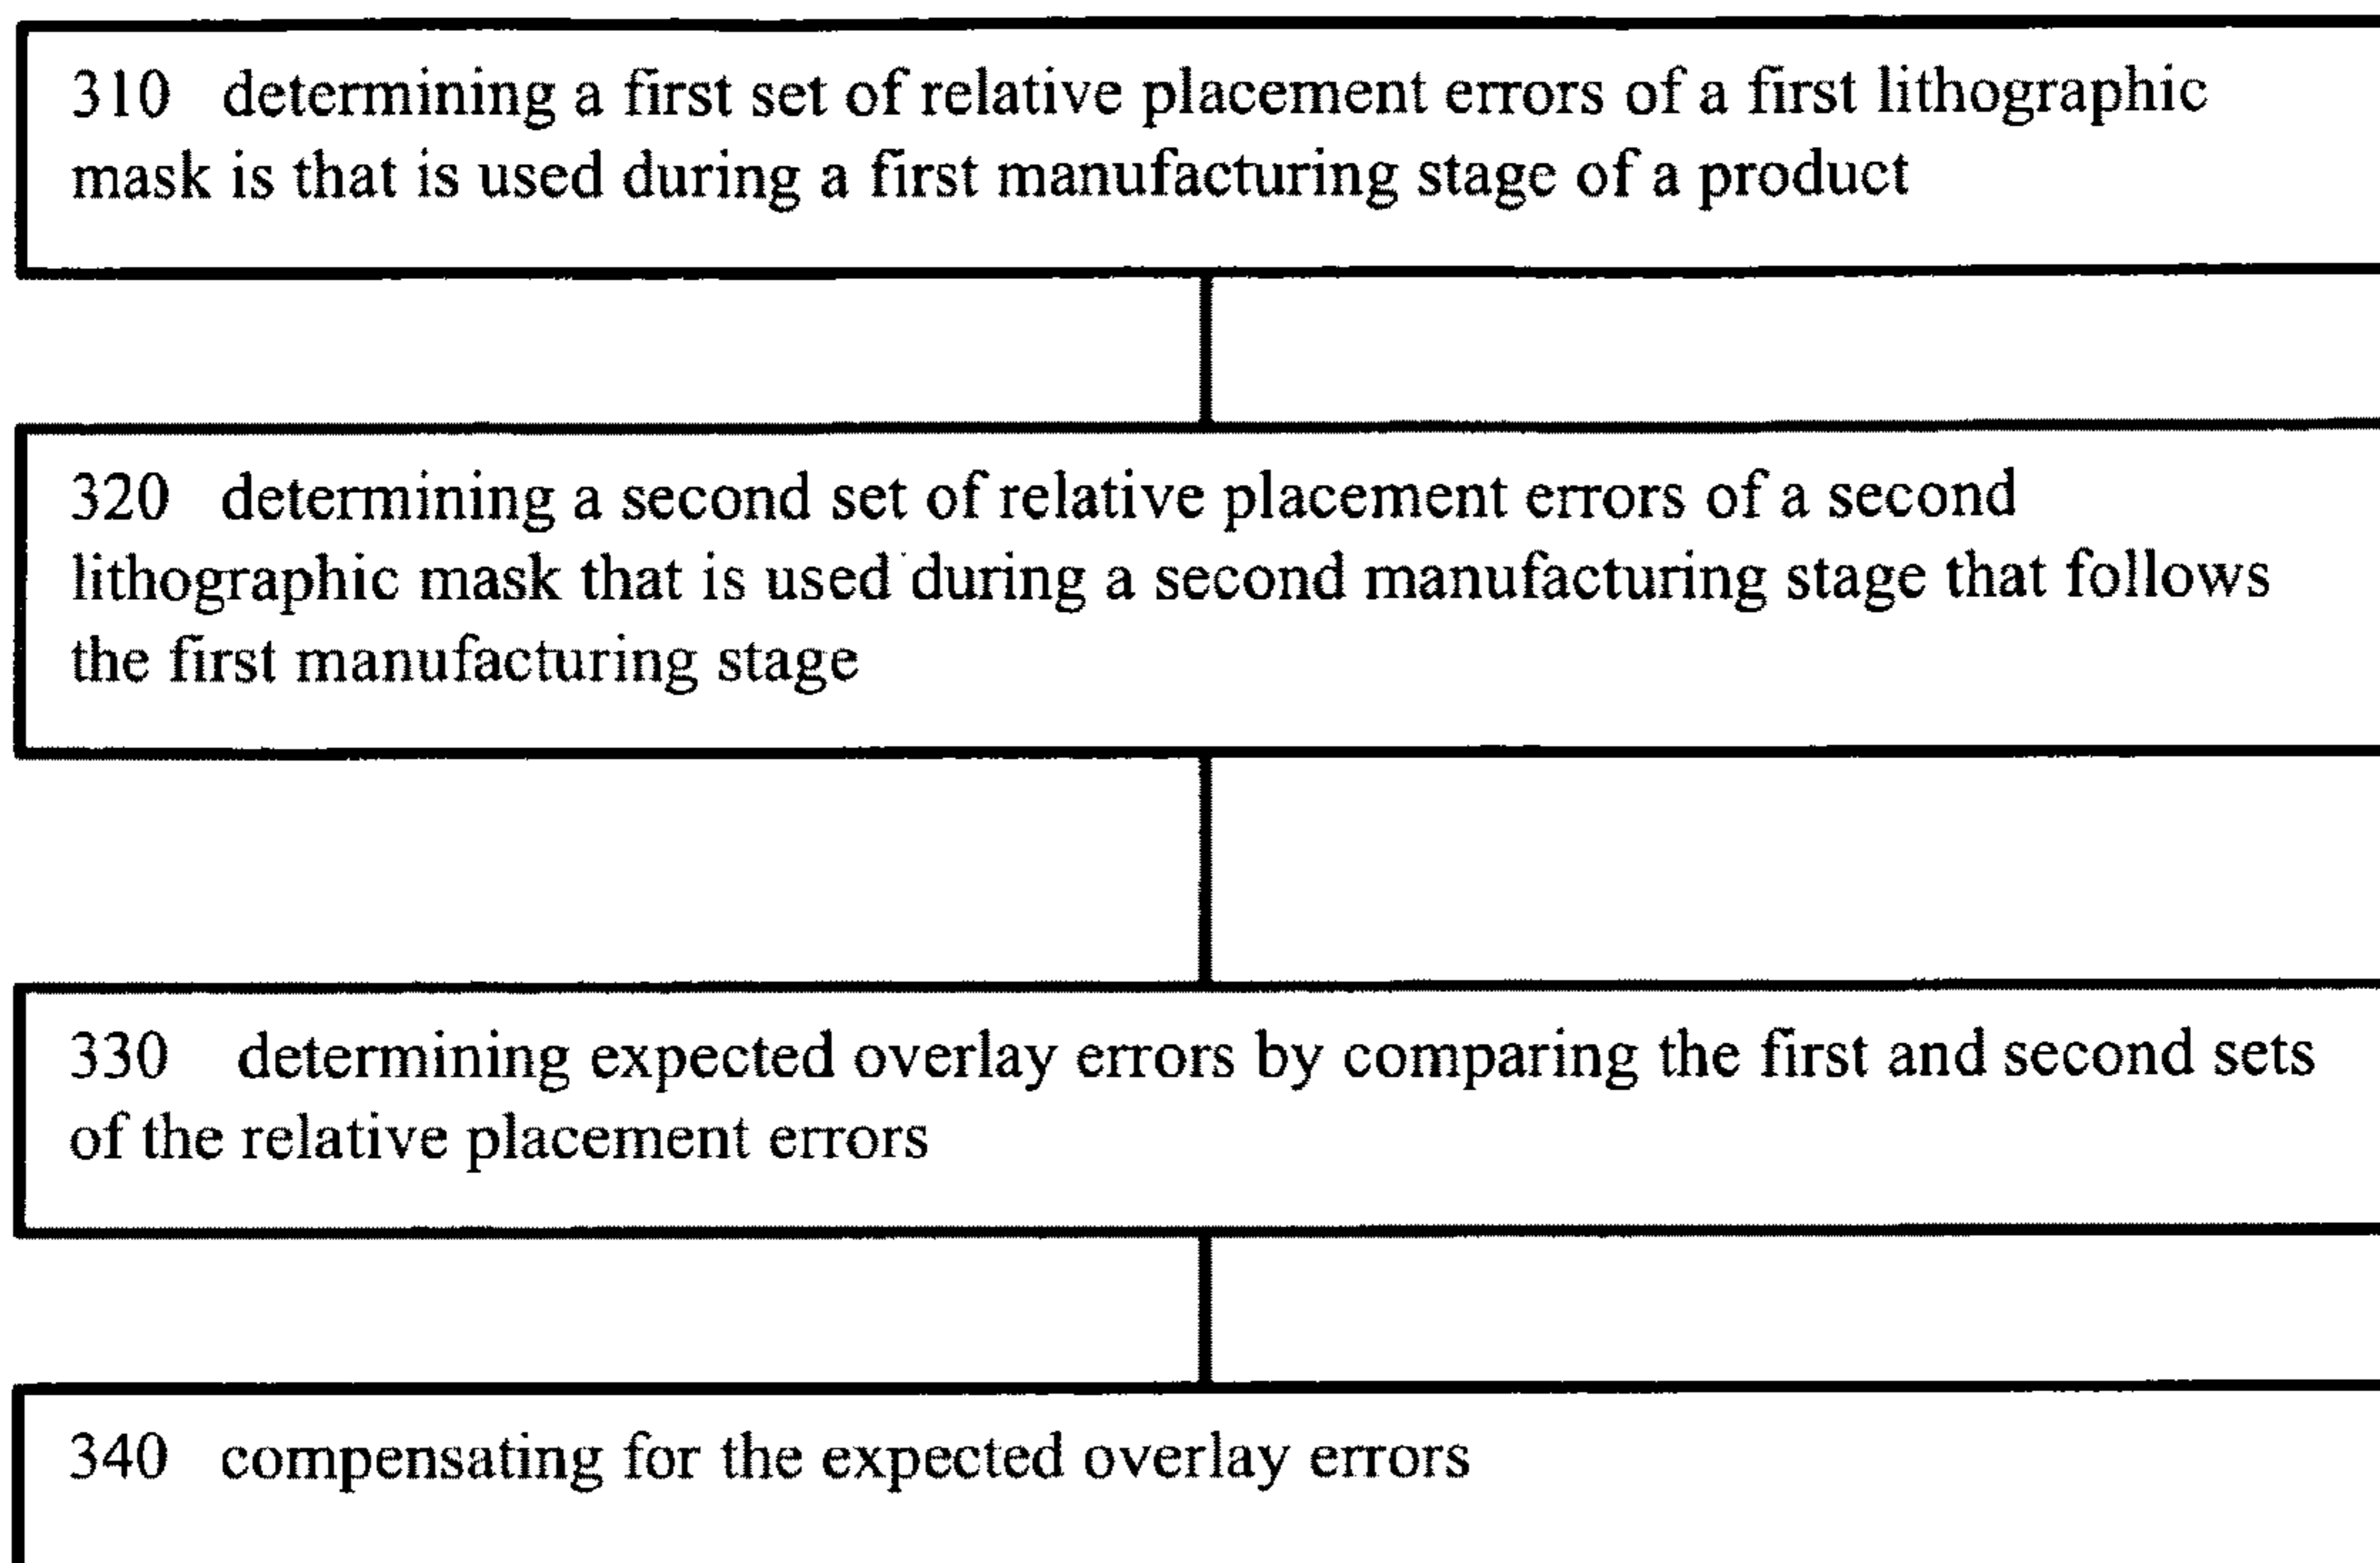 310 determining a first set of relative placement errors of a first lithographic
mask is that is used during a first manufacturing stage of a product
320 determining a second set of relative placement errors of a second
lithographic mask that is used during a second manufacturing stage that follows
the first manufacturing stage
330 determining expected overlay errors by comparing the first and second sets
of the relative placement errors
340 compensating for the expected overlay errors